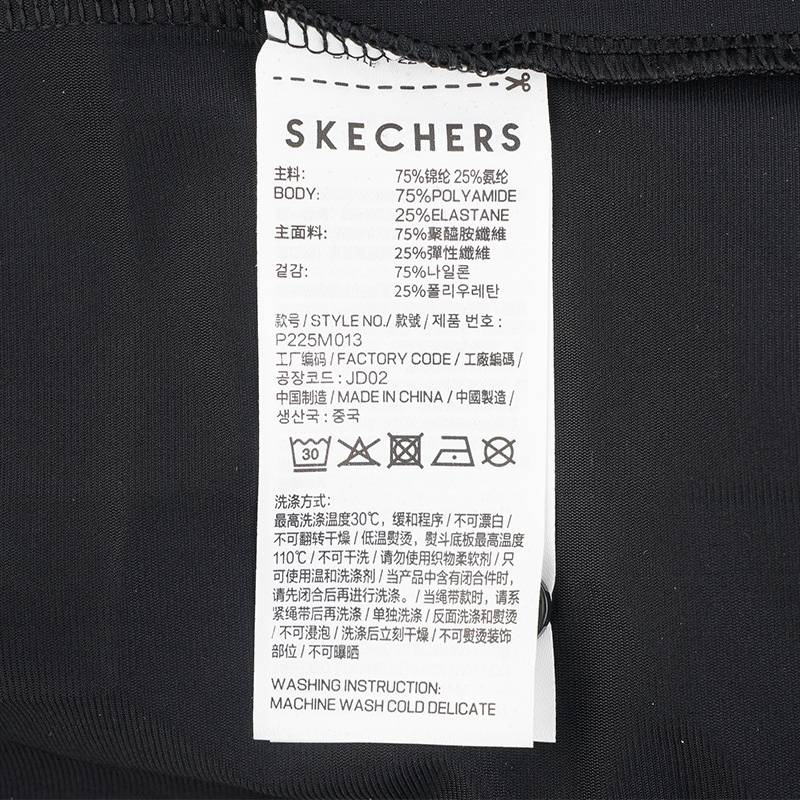 SKECHERS
主料: 75%锦纶 25%氨纶
BODY: 75%POLYAMIDE
25%ELASTANE
主面料: 75%聚醯胺纖維
25%彈性纖維
겉감: 75%나일론
25%폴리우레탄
款号/STYLE NO./款號/제품 번호:
P225M013
工厂编码/FACTORY CODE/工廠編碼/
공장코드:JD02
中国制造/MADE IN CHINA/中國製造/
생산국:중국
30
洗涤方式:
最高洗涤温度30℃，缓和程序/不可漂白/
不可翻转干燥/低温熨烫，熨斗底板最高温度
110℃/不可干洗/请勿使用织物柔软剂/只
可使用温和洗涤剂/当产品中含有闭合件时，
请先闭合后再进行洗涤。/当绳带款时，请系
紧绳带后再洗涤/单独洗涤/反面洗涤和熨烫
/不可浸泡/洗涤后立刻干燥/不可熨烫装饰
部位/不可曝晒
WASHING INSTRUCTION:
MACHINE WASH COLD DELICATE